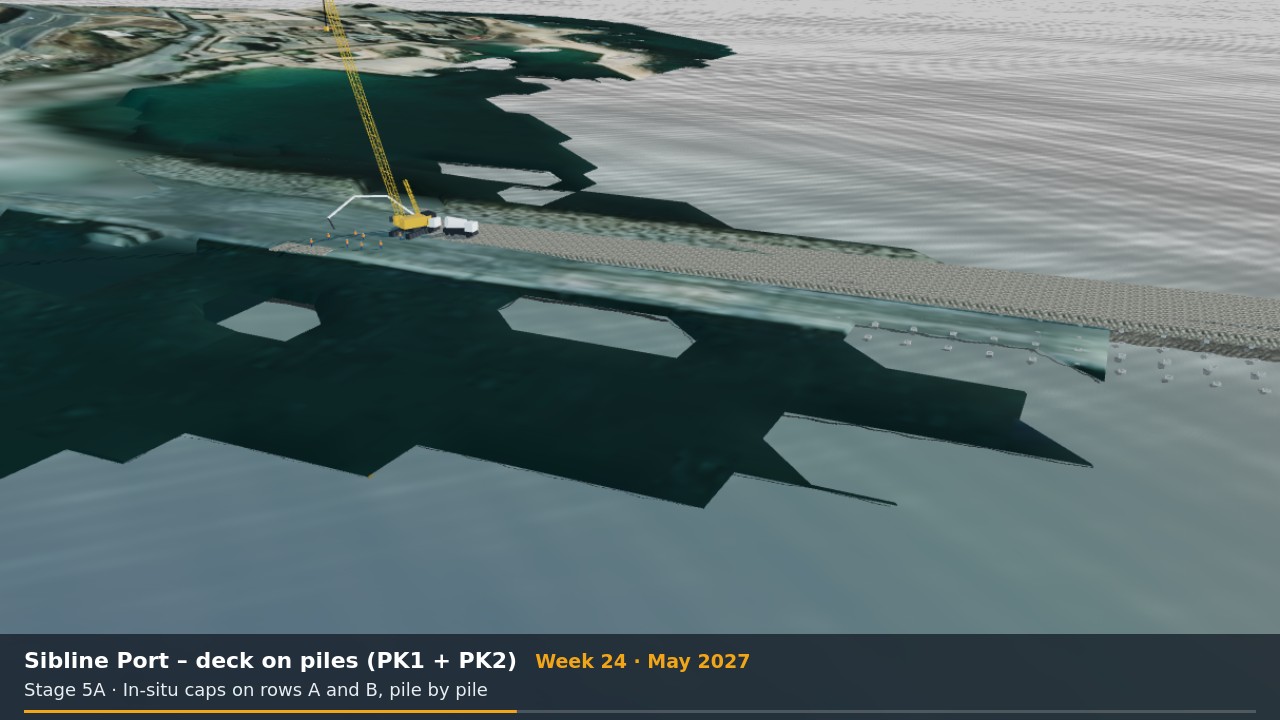 Sibline Port – deck on piles (PK1 + PK2) Week 24 · May 2027
Stage 5A · In-situ caps on rows A and B, pile by pile